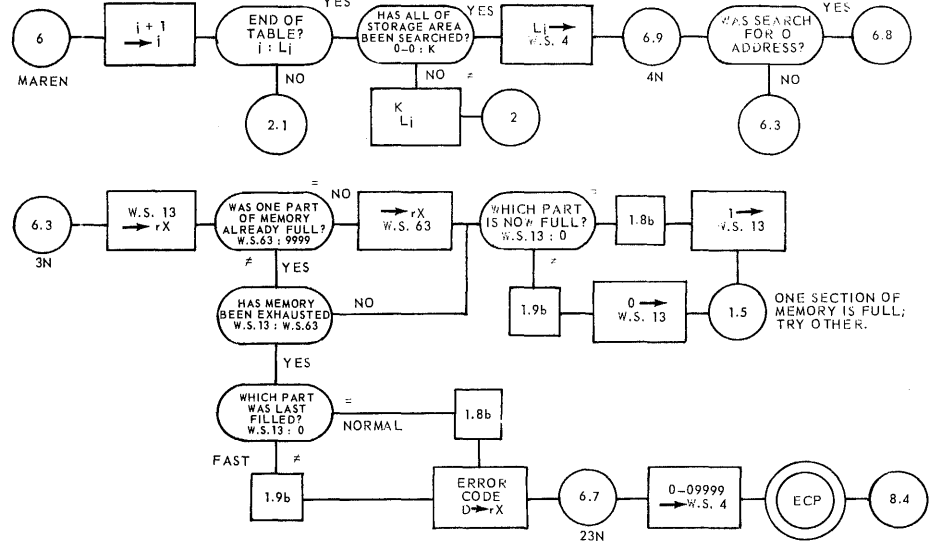 6
MAREN
i + 1
→ i
END OF
TABLE?
i : Li
YES
NO
2.1
HAS ALL OF
STORAGE AREA
BEEN SEARCHED?
0–0 : K
YES
NO ≠
K
Li
2
Li →
W.S. 4
6.9
4N
WAS SEARCH
FOR O
ADDRESS?
YES
6.8
NO
6.3
6.3
3N
W.S. 13
→ rX
WAS ONE PART
OF MEMORY
ALREADY FULL?
W.S.63 : 9999
=
NO
≠
YES
→ rX
W.S. 63
WHICH PART
IS NOW FULL?
W.S.13 : 0
=
≠
1.8b
1 →
W.S. 13
1.9b
0 →
W.S. 13
1.5
ONE SECTION OF
MEMORY IS FULL;
TRY OTHER.
HAS MEMORY
BEEN EXHAUSTED
W.S.13 : W.S.63
NO
YES
WHICH PART
WAS LAST
FILLED?
W.S.13 : 0
=
NORMAL
1.8b
FAST ≠
1.9b
ERROR
CODE
D→rX
6.7
23N
0–09999
→ W.S. 4
ECP
8.4